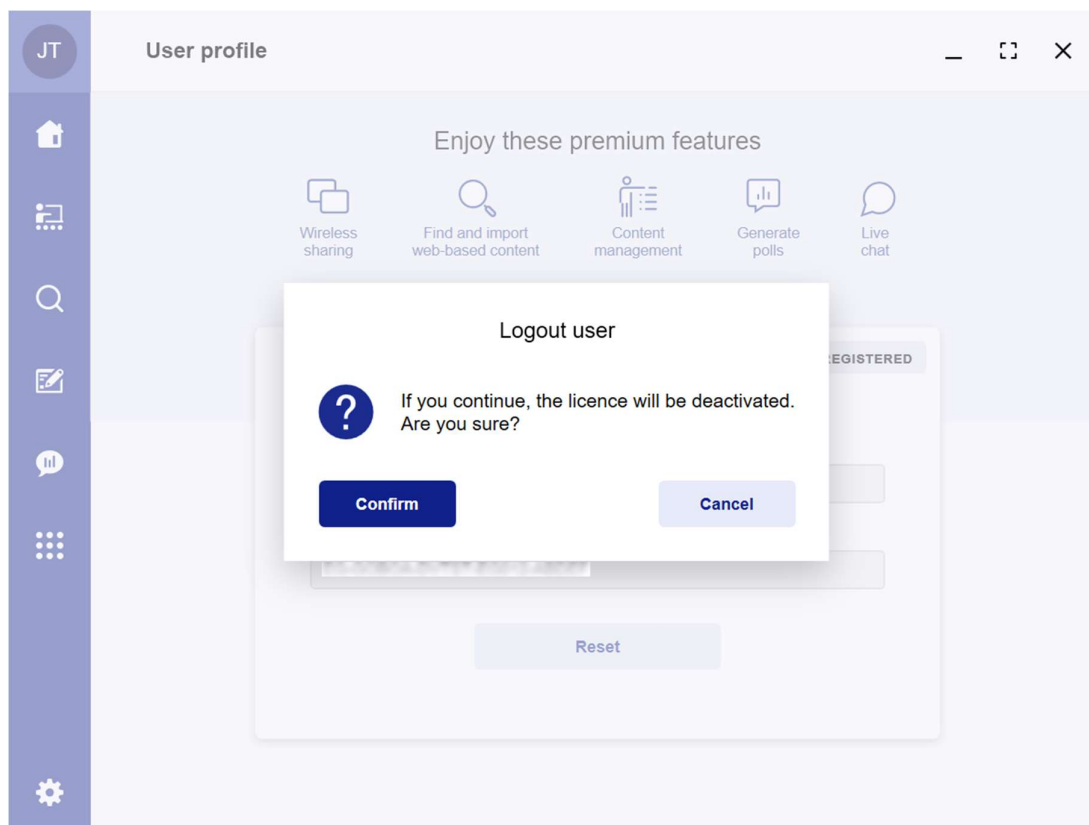 JT
User profile
Enjoy these premium features
Wireless
sharing
Find and import
web-based content
Content
management
Generate
polls
Live
chat
Logout user
EGISTERED
If you continue, the licence will be deactivated.
Are you sure?
Confirm
Cancel
Reset